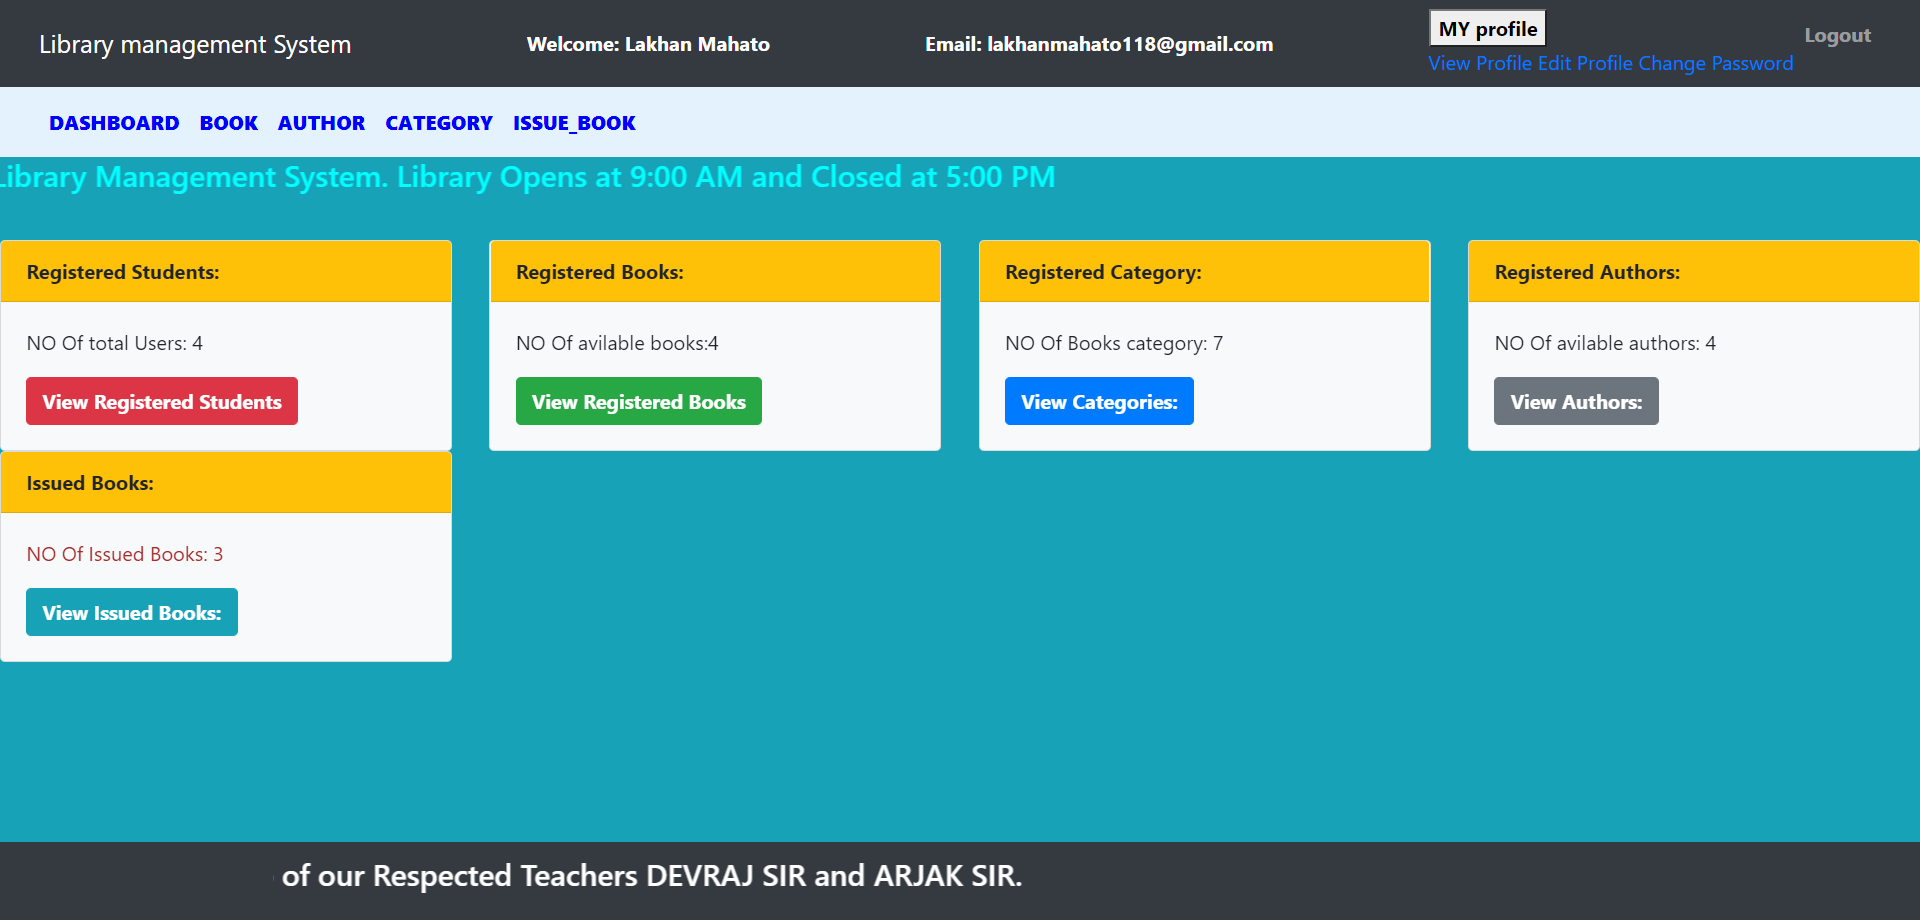 Library management System
Welcome: Lakhan Mahato
Email: lakhanmahato118@gmail.com
MY profile
View Profile Edit Profile Change Password
Logout
DASHBOARD BOOK AUTHOR CATEGORY ISSUE_BOOK
Library Management System. Library Opens at 9:00 AM and Closed at 5:00 PM
Registered Students:
NO Of total Users: 4
View Registered Students
Registered Books:
NO Of avilable books:4
View Registered Books
Registered Category:
NO Of Books category: 7
View Categories:
Registered Authors:
NO Of avilable authors: 4
View Authors:
Issued Books:
NO Of Issued Books: 3
View Issued Books:
of our Respected Teachers DEVRAJ SIR and ARJAK SIR.